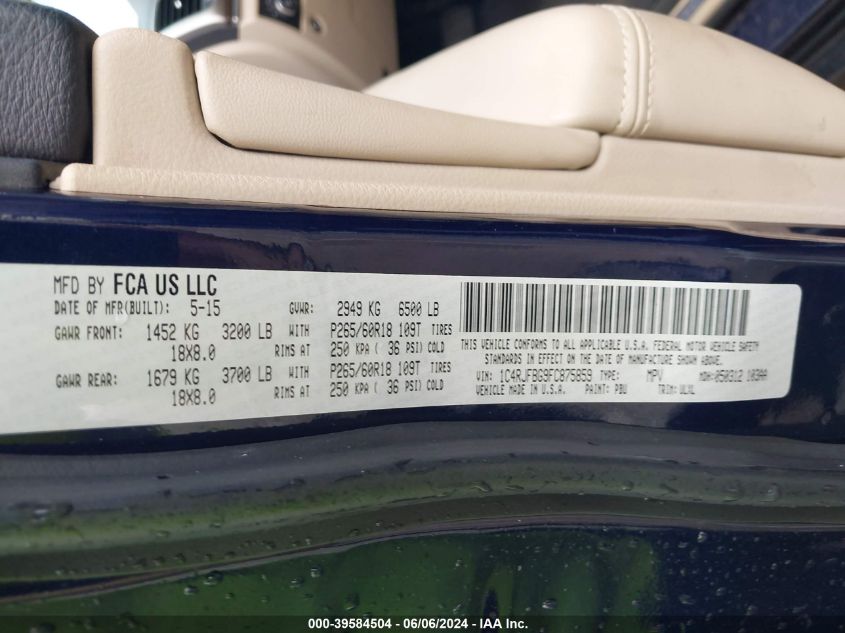 MFD BY FCA US LLC
DATE OF MFR(BUILT): 5-15 GVWR: 2949 KG 6500 LB
GAWR FRONT: 1452 KG 3200 LB WITH P265/60R18 109T TIRES
18X8.0 RIMS AT 250 KPA ( 36 PSI) COLD
GAWR REAR: 1679 KG 3700 LB WITH P265/60R18 109T TIRES
18X8.0 RIMS AT 250 KPA ( 36 PSI) COLD
THIS VEHICLE CONFORMS TO ALL APPLICABLE U.S.A. FEDERAL MOTOR VEHICLE SAFETY
STANDARDS IN EFFECT ON THE DATE OF MANUFACTURE SHOWN ABOVE.
VIN: 1C4RJFBG9FC875859 TYPE: MPV MDH:050312 103AA
VEHICLE MADE IN U.S.A. PAINT: PBU TRIM: ULXL
000-39584504 - 06/06/2024 - IAA Inc.